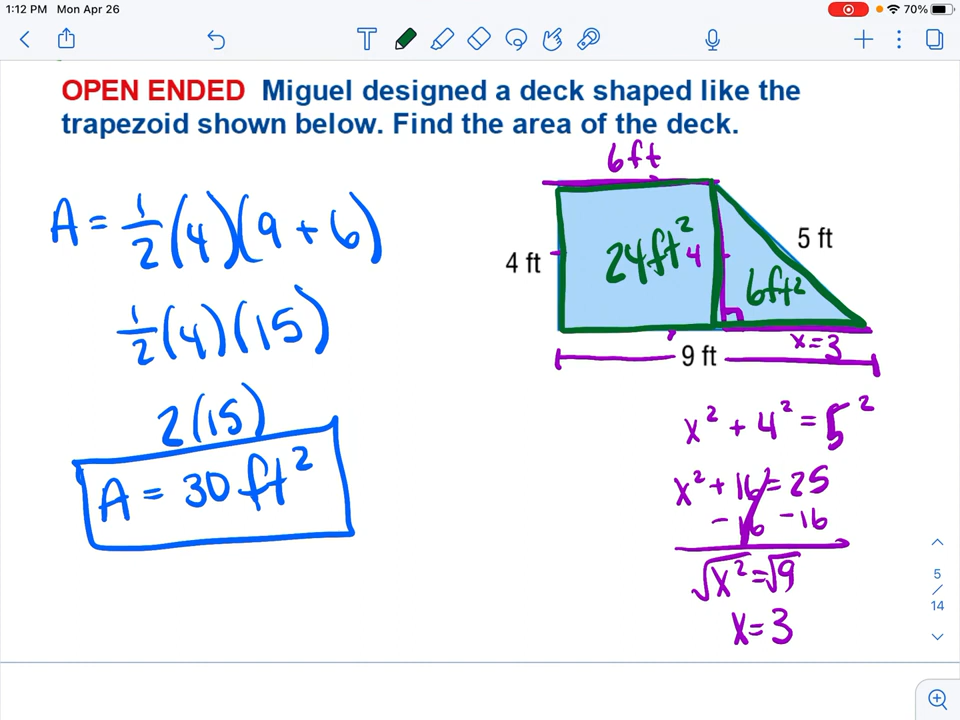 1:12 PM Mon Apr 26
70%
OPEN ENDED Miguel designed a deck shaped like the
trapezoid shown below. Find the area of the deck.
6ft
A = 1/2 (4)(9 + 6)
4 ft
24ft²
4
6ft²
5 ft
1/2 (4)(15)
x=3
9 ft
2(15)
A = 30 ft²
x² + 4² = 5²
x² + 16 = 25
- 16 - 16
√x² = √9
x = 3
5
/
14